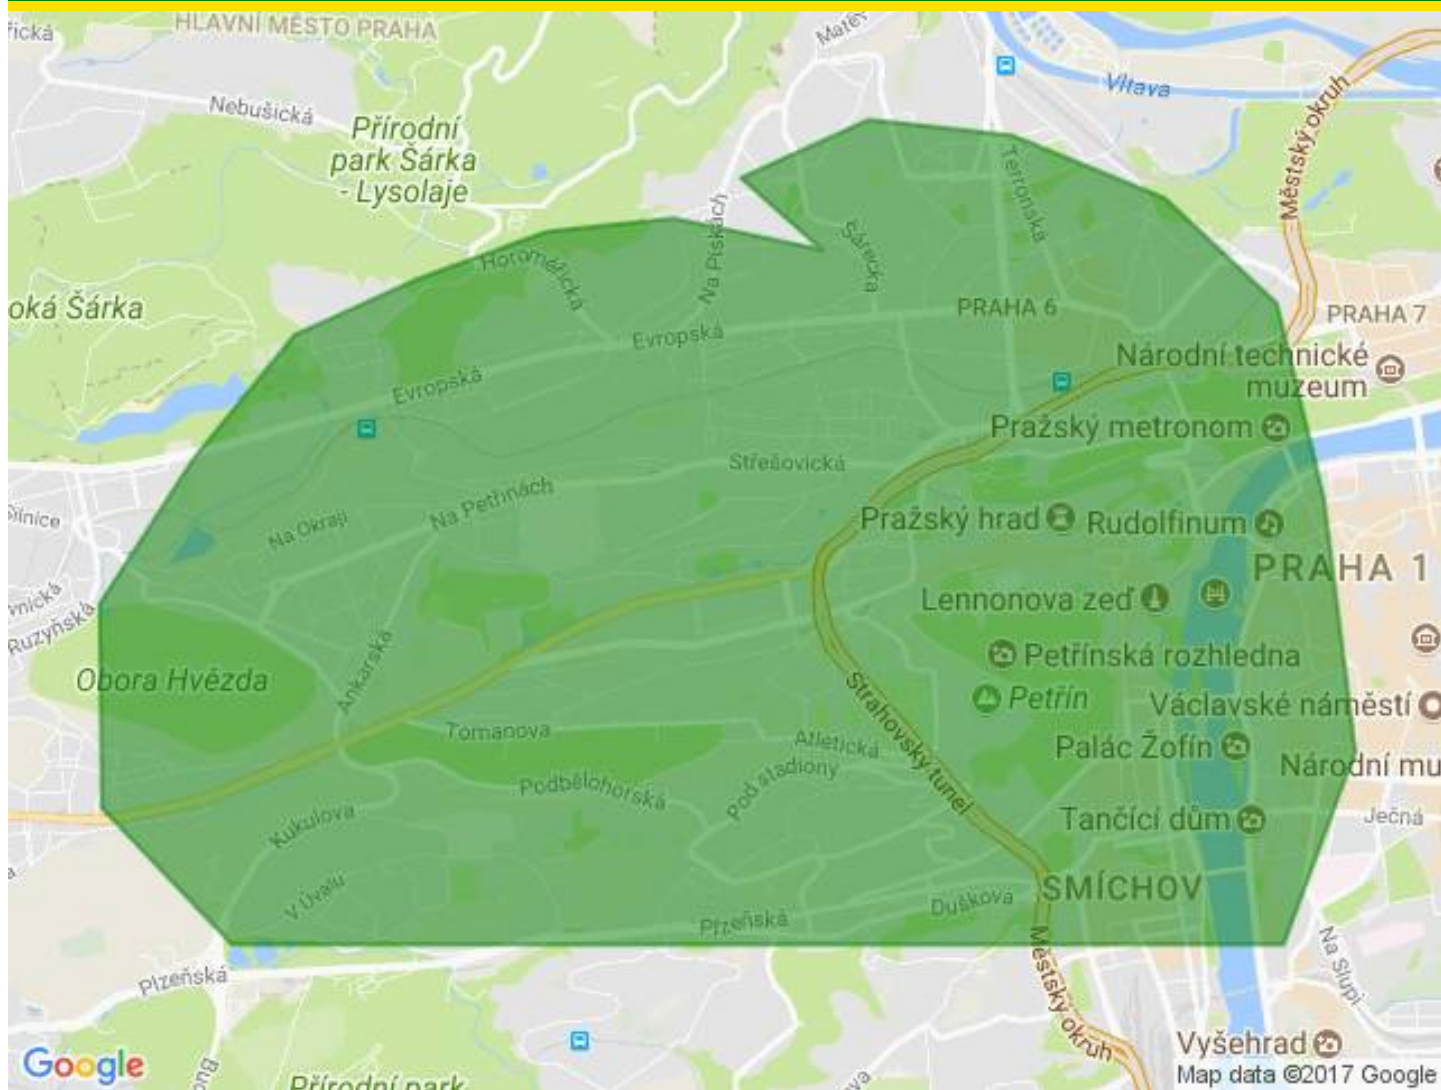 HLAVNÍ MĚSTO PRAHA
Nebušická
Přírodní
park Šárka
- Lysolaje
Vltava
Městský okruh
Terronská
Na Pískách
Šárecká
Horoměřická
oká Šárka
PRAHA 6
PRAHA 7
Evropská
Národní technické
muzeum
Evropská
Pražský metronom
Střešovická
Na Petřinách
Na Okraji
Pražský hrad
Rudolfinum
PRAHA 1
Lennonova zeď
Ruzyňská
Petřínská rozhledna
Obora Hvězda
Ankarská
Petřín
Strahovský tunel
Václavské náměstí
Tomanova
Atletická
Palác Žofín
Národní mu
Pod stadiony
Podbělohorská
Kukulova
Tančící dům
Ječná
V Úvalu
Duškova
SMÍCHOV
Plzeňská
Na Slupi
Plzeňská
Městský okruh
Vyšehrad
Google
Přírodní park
Map data ©2017 Google